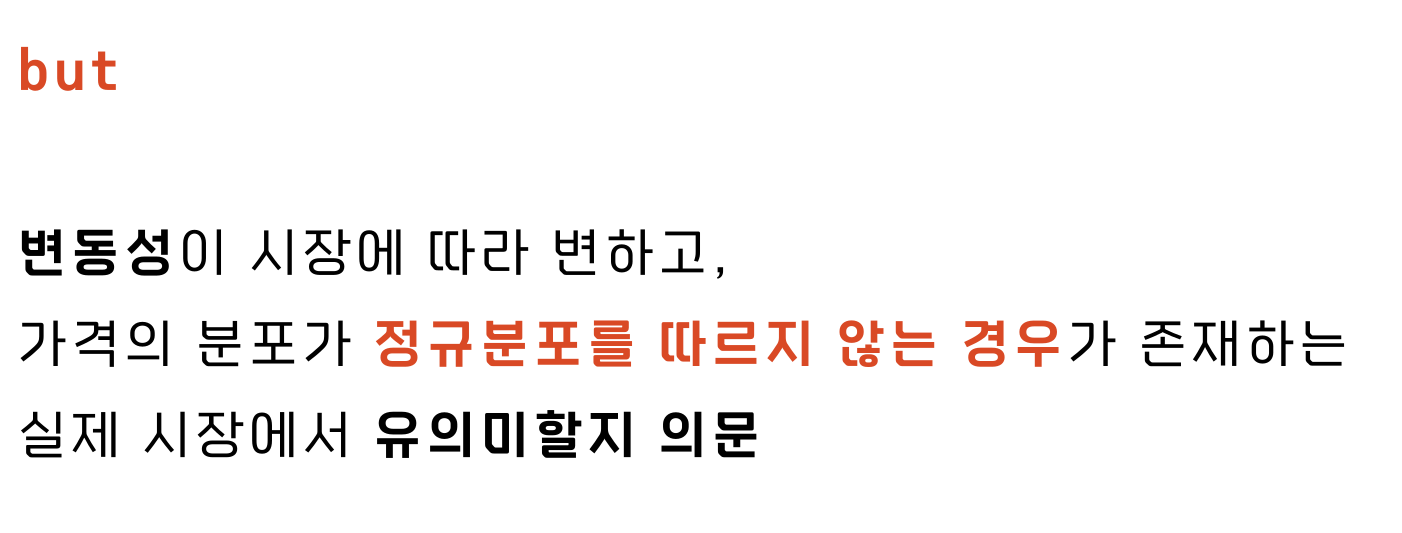 but
변동성이 시장에 따라 변하고,
가격의 분포가 정규분포를 따르지 않는 경우가 존재하는
실제 시장에서 유의미할지 의문